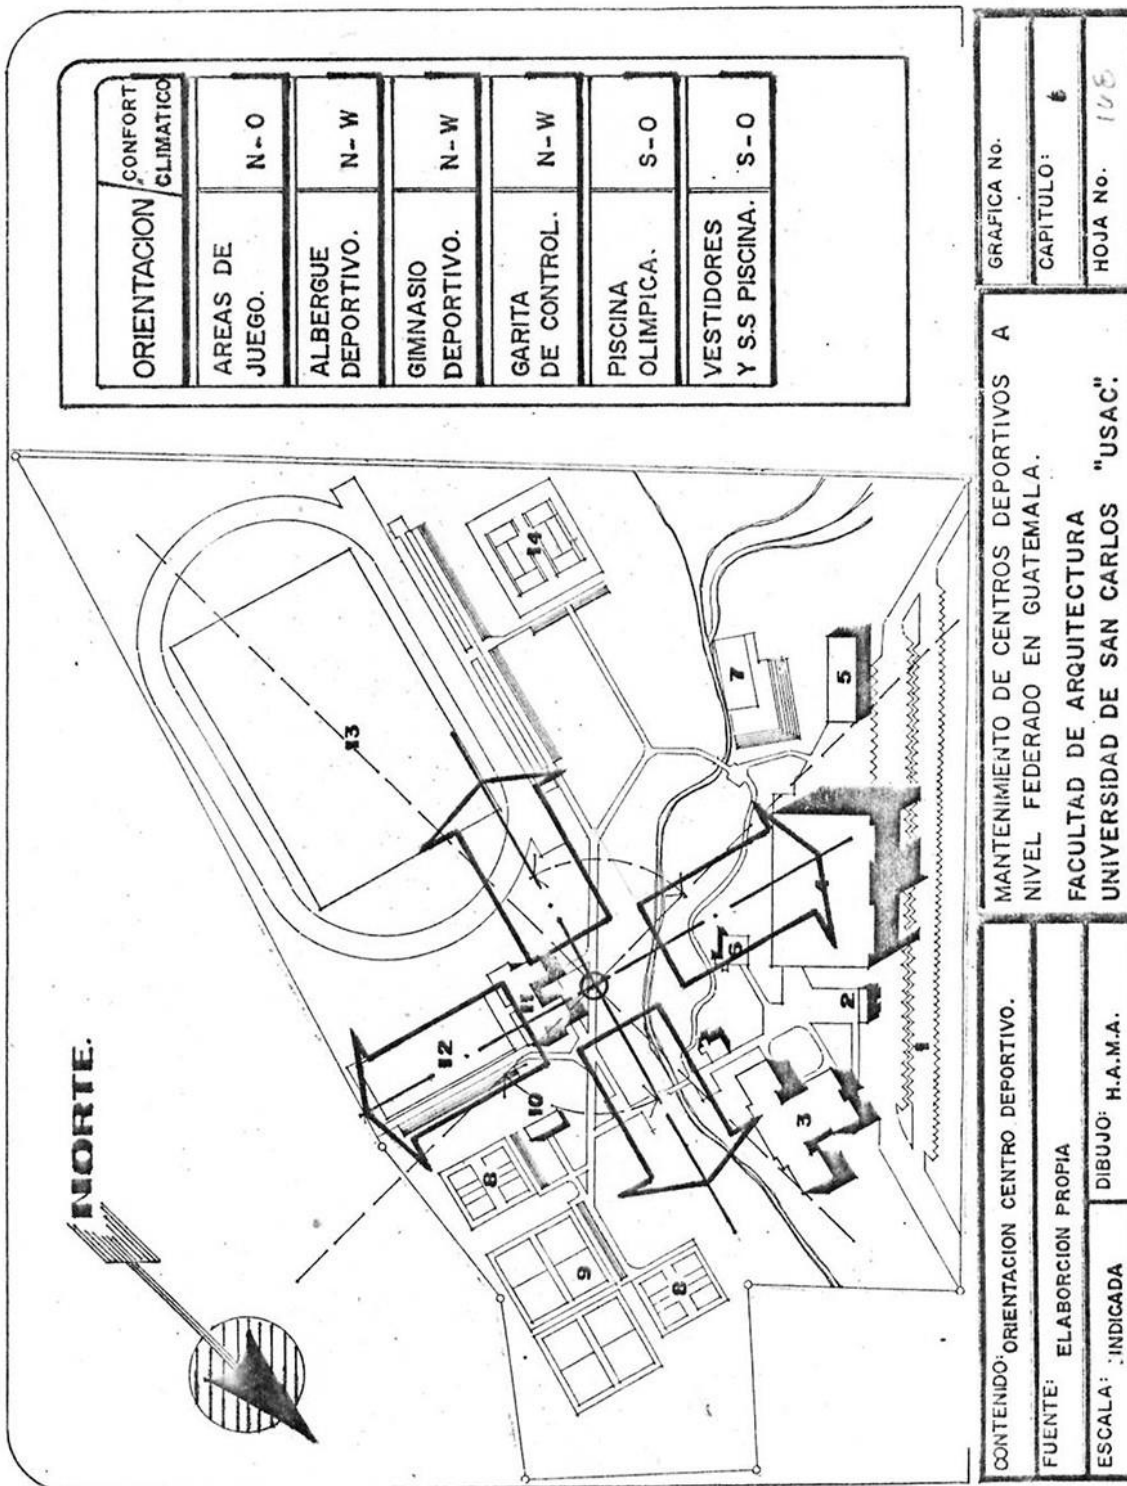 NORTE.
ORIENTACION
CONFORT
CLIMATICO
AREAS DE
JUEGO.
N-O
ALBERGUE
DEPORTIVO.
N-W
GIMNASIO
DEPORTIVO.
N-W
GARITA
DE CONTROL.
N-W
PISCINA
OLIMPICA.
S-O
VESTIDORES
Y S.S PISCINA.
S-O
13
14
12
11
10
8
9
8
7
5
6
4
3
2
3
1
CONTENIDO: ORIENTACION CENTRO DEPORTIVO.
FUENTE: ELABORCION PROPIA
ESCALA: INDICADA
DIBUJO: H.A.M.A.
MANTENIMIENTO DE CENTROS DEPORTIVOS A
NIVEL FEDERADO EN GUATEMALA.
FACULTAD DE ARQUITECTURA
UNIVERSIDAD DE SAN CARLOS "USAC".
GRAFICA No.
CAPITULO:
HOJA No. 108